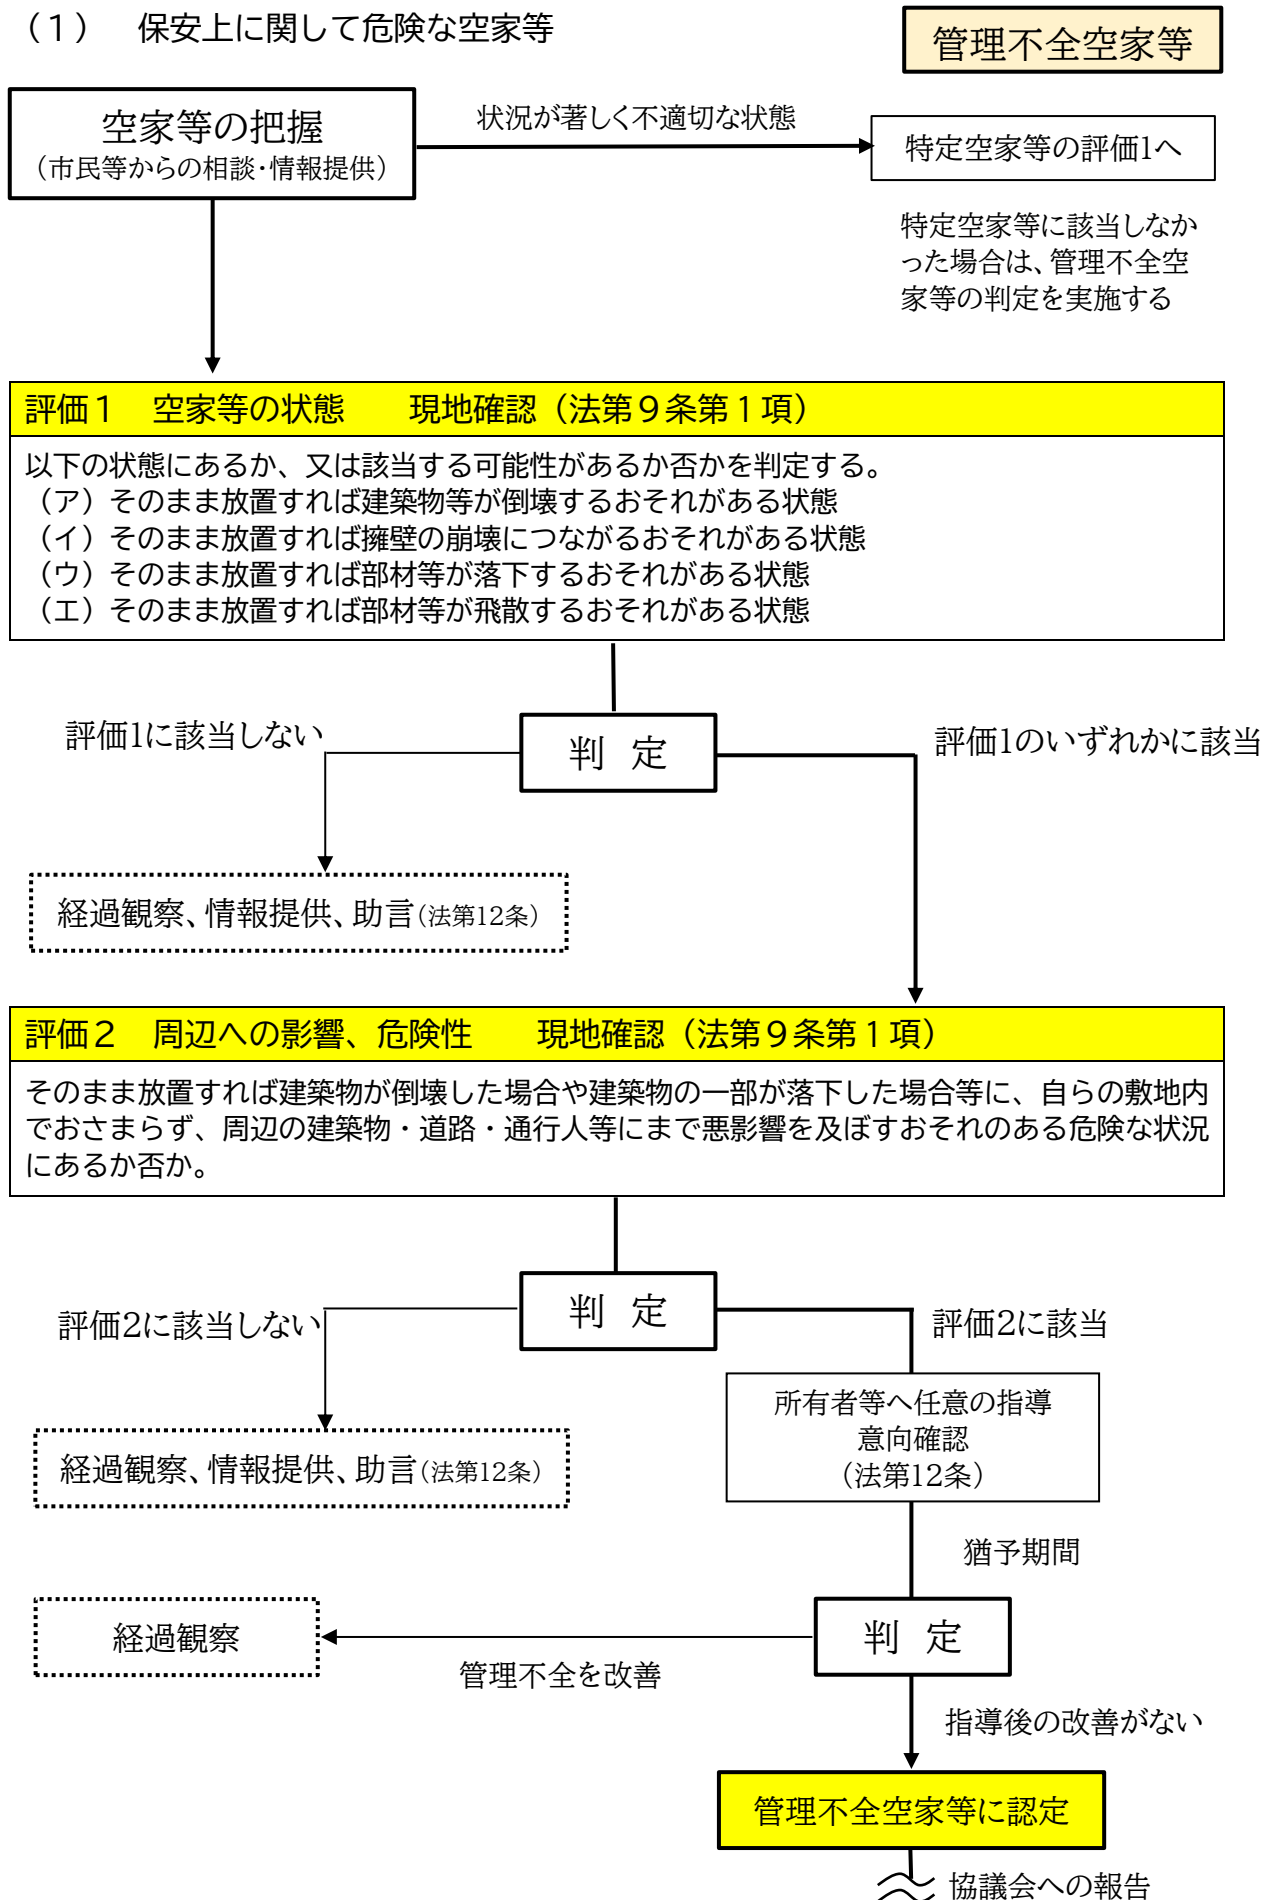 （１）　保安上に関して危険な空家等
管理不全空家等
空家等の把握
（市民等からの相談・情報提供）
状況が著しく不適切な状態
特定空家等の評価1へ
特定空家等に該当しなか
った場合は、管理不全空
家等の判定を実施する
評価１　空家等の状態　　現地確認（法第９条第１項）
以下の状態にあるか、又は該当する可能性があるか否かを判定する。
（ア）そのまま放置すれば建築物等が倒壊するおそれがある状態
（イ）そのまま放置すれば擁壁の崩壊につながるおそれがある状態
（ウ）そのまま放置すれば部材等が落下するおそれがある状態
（エ）そのまま放置すれば部材等が飛散するおそれがある状態
評価1に該当しない
判　定
評価1のいずれかに該当
経過観察、情報提供、助言（法第12条）
評価２　周辺への影響、危険性　　現地確認（法第９条第１項）
そのまま放置すれば建築物が倒壊した場合や建築物の一部が落下した場合等に、自らの敷地内
でおさまらず、周辺の建築物・道路・通行人等にまで悪影響を及ぼすおそれのある危険な状況
にあるか否か。
評価2に該当しない
判　定
評価2に該当
経過観察、情報提供、助言（法第12条）
所有者等へ任意の指導
意向確認
（法第12条）
猶予期間
経過観察
管理不全を改善
判　定
指導後の改善がない
管理不全空家等に認定
協議会への報告